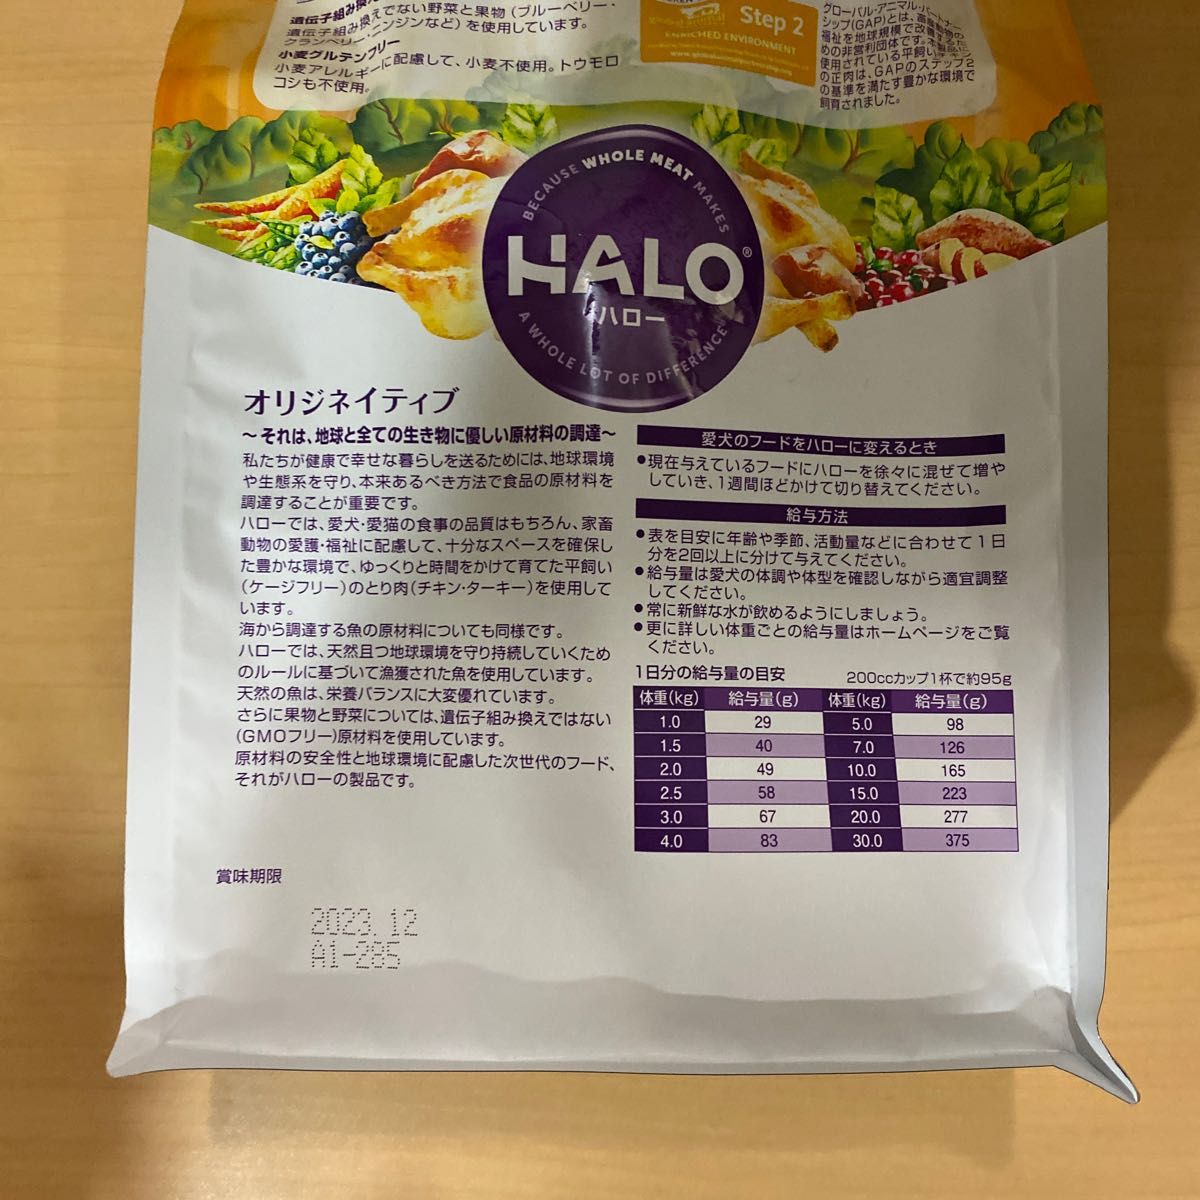 遺伝子組み換えでない野菜と果物（ブルーベリー・
クランベリー・ニンジンなど）を使用しています。
小麦グルテンフリー
小麦アレルギーに配慮して、小麦不使用。トウモロ
コシも不使用。
Step 2
ENRICHED ENVIRONMENT
グローバル・アニマル・パートナー
シップ(GAP)とは、畜産動物の
福祉を地球規模で改善するた
めの非営利団体です。本製品に
使用されている平飼いチキン
の正肉は、GAPのステップ2
の基準を満たす豊かな環境で
飼育されました。
BECAUSE WHOLE MEAT MAKES
HALO®
ハロー
A WHOLE LOT OF DIFFERENCE
オリジネイティブ
～それは、地球と全ての生き物に優しい原材料の調達～
私たちが健康で幸せな暮らしを送るためには、地球環境
や生態系を守り、本来あるべき方法で食品の原材料を
調達することが重要です。
ハローでは、愛犬・愛猫の食事の品質はもちろん、家畜
動物の愛護・福祉に配慮して、十分なスペースを確保し
た豊かな環境で、ゆっくりと時間をかけて育てた平飼い
(ケージフリー)のとり肉(チキン・ターキー)を使用して
います。
海から調達する魚の原材料についても同様です。
ハローでは、天然且つ地球環境を守り持続していくため
のルールに基づいて漁獲された魚を使用しています。
天然の魚は、栄養バランスに大変優れています。
さらに果物と野菜については、遺伝子組み換えではない
(GMOフリー)原材料を使用しています。
原材料の安全性と地球環境に配慮した次世代のフード、
それがハローの製品です。
愛犬のフードをハローに変えるとき
●現在与えているフードにハローを徐々に混ぜて増や
していき、1週間ほどかけて切り替えてください。
給与方法
●表を目安に年齢や季節、活動量などに合わせて1日
分を2回以上に分けて与えてください。
●給与量は愛犬の体調や体型を確認しながら適宜調整
してください。
●常に新鮮な水が飲めるようにしましょう。
●更に詳しい体重ごとの給与量はホームページをご覧
ください。
1日分の給与量の目安 200ccカップ1杯で約95g
体重(kg) 給与量(g) 体重(kg) 給与量(g)
1.0 29 5.0 98
1.5 40 7.0 126
2.0 49 10.0 165
2.5 58 15.0 223
3.0 67 20.0 277
4.0 83 30.0 375
賞味期限
2023.12
A1-285